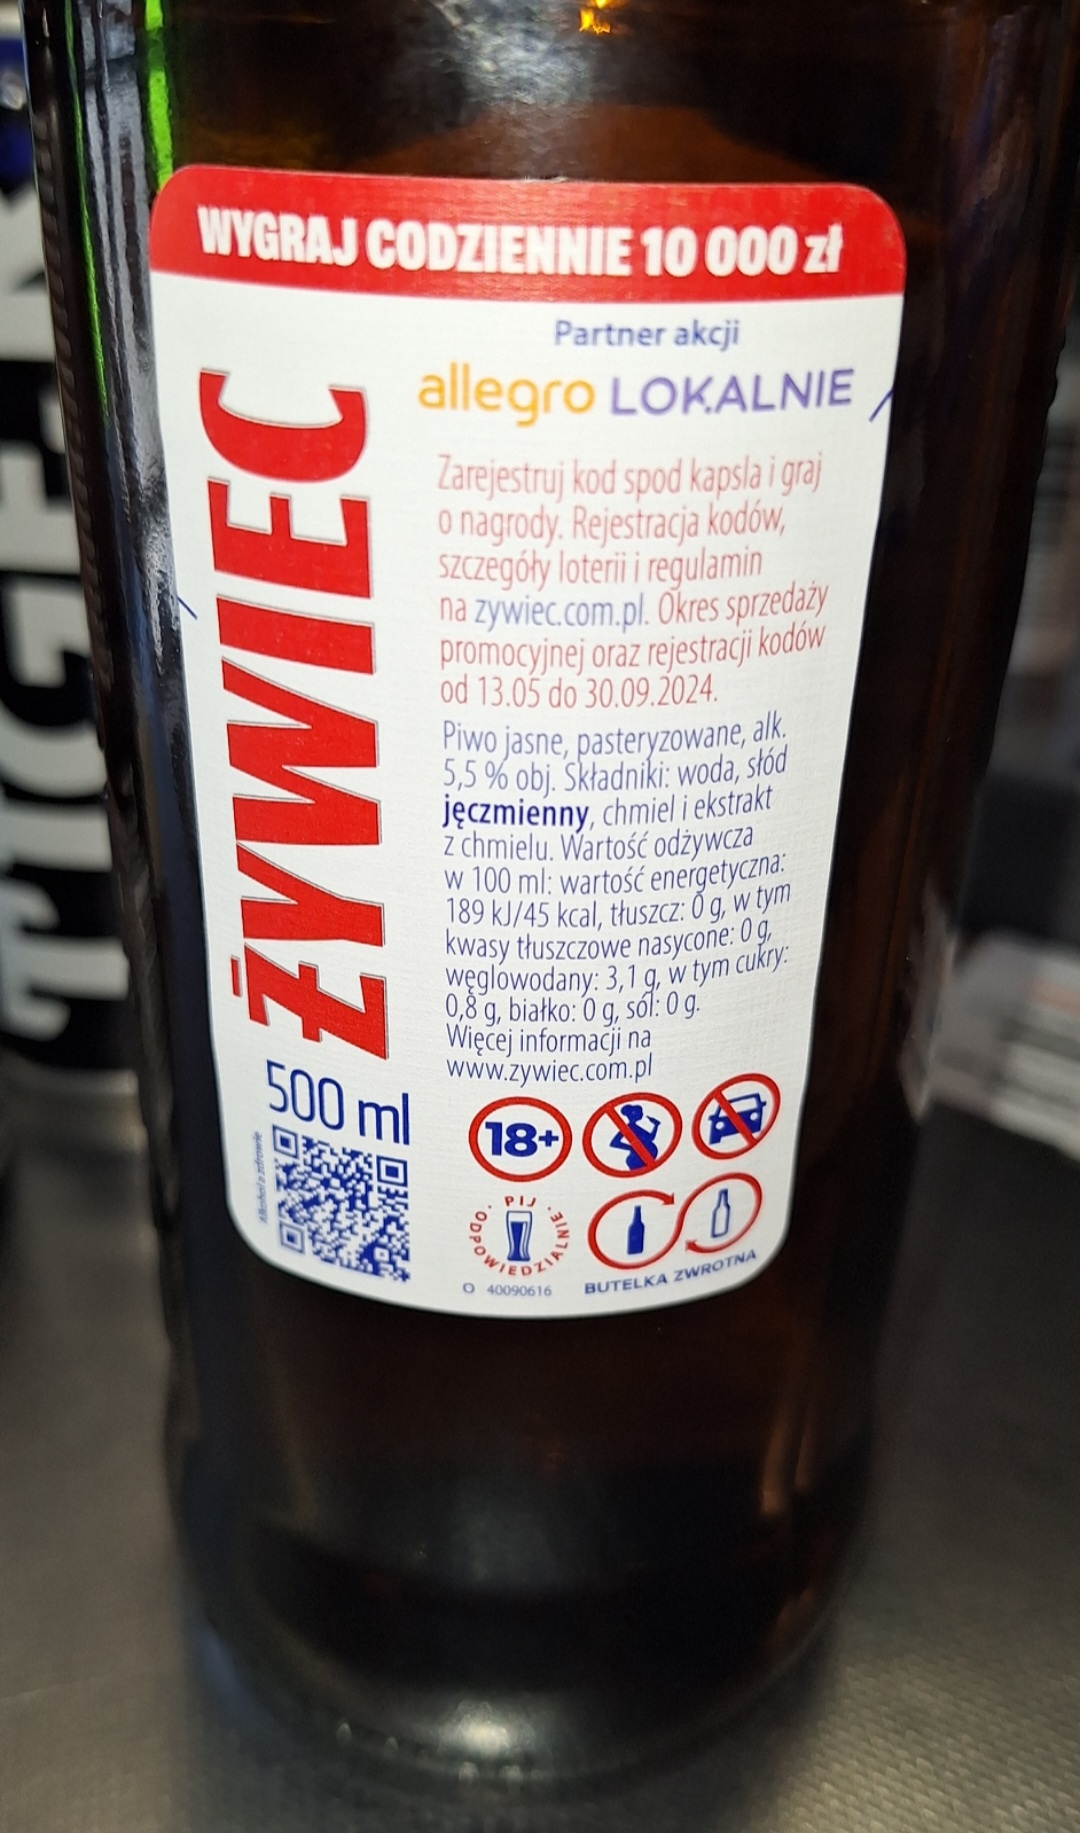 WYGRAJ CODZIENNIE 10 000 zł
Partner akcji
allegro LOKALNIE
ŻYWIEC
Zarejestruj kod spod kapsla i graj
o nagrody. Rejestracja kodów,
szczegóły loterii i regulamin
na zywiec.com.pl. Okres sprzedaży
promocyjnej oraz rejestracji kodów
od 13.05 do 30.09.2024.
Piwo jasne, pasteryzowane, alk.
5,5 % obj. Składniki: woda, słód
jęczmienny, chmiel i ekstrakt
z chmielu. Wartość odżywcza
w 100 ml: wartość energetyczna:
189 kJ/45 kcal, tłuszcz: 0 g, w tym
kwasy tłuszczowe nasycone: 0 g,
węglowodany: 3,1 g, w tym cukry:
0,8 g, białko: 0 g, sól: 0 g.
Więcej informacji na
www.zywiec.com.pl
500 ml
Alkohol a zdrowie
18+
PIJ ODPOWIEDZIALNIE
O 40090616
BUTELKA ZWROTNA
TIGER